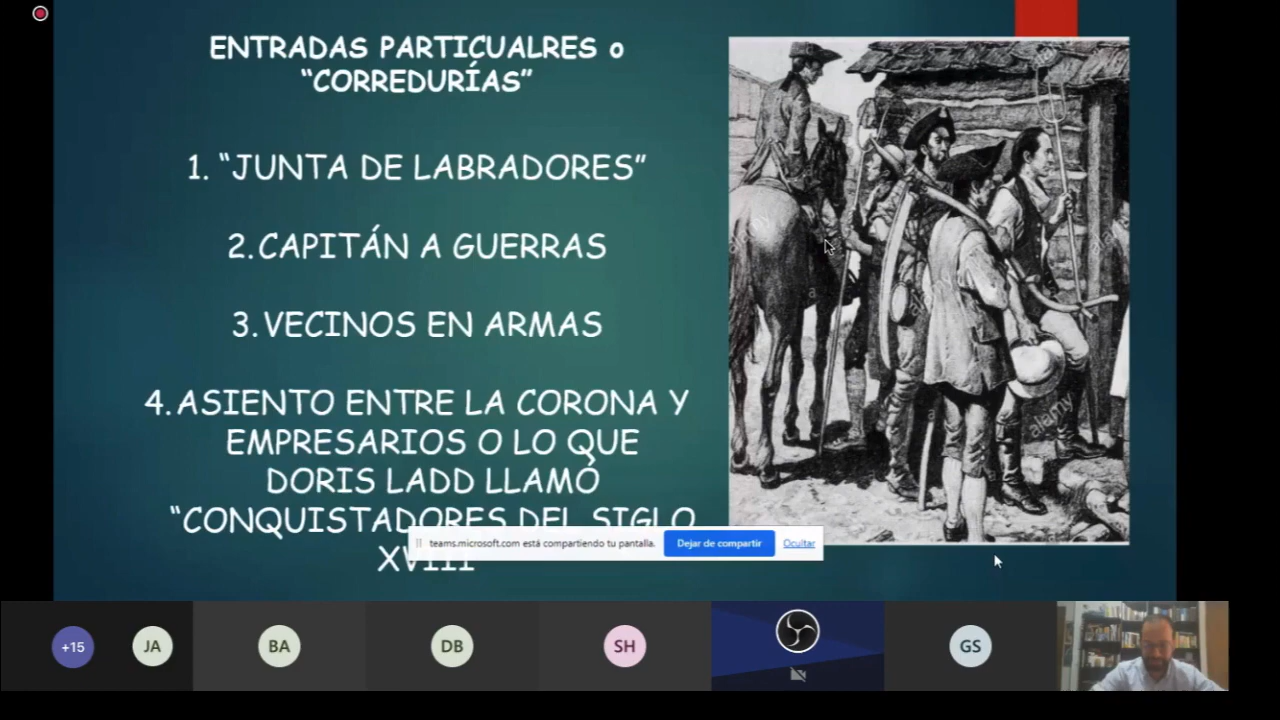 ENTRADAS PARTICUALRES o
“CORREDURÍAS”
1. “JUNTA DE LABRADORES”
2. CAPITÁN A GUERRAS
3. VECINOS EN ARMAS
4. ASIENTO ENTRE LA CORONA Y
EMPRESARIOS O LO QUE
DORIS LADD LLAMÓ
“CONQUISTADORES DEL SIGLO
XVIII
alamy
a
a
teams.microsoft.com está compartiendo tu pantalla.
Dejar de compartir
Ocultar
+15
JA
BA
DB
SH
GS